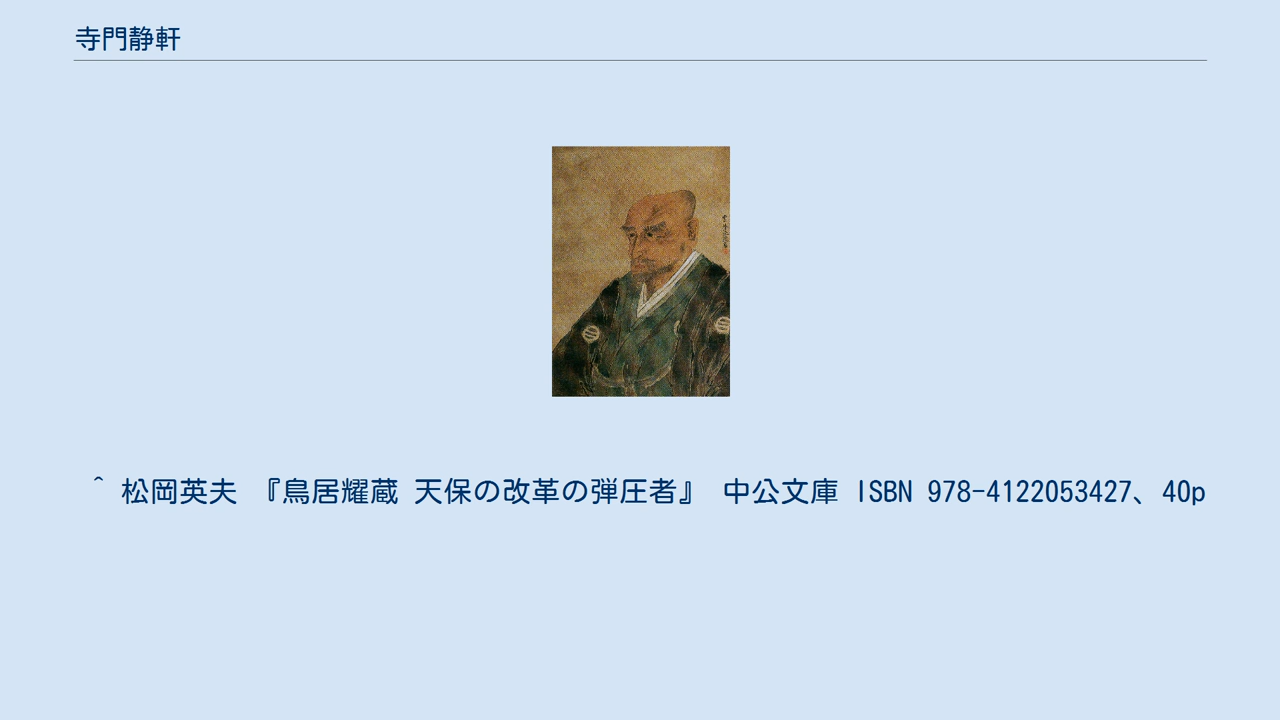 寺門静軒
^ 松岡英夫 『鳥居耀蔵 天保の改革の弾圧者』 中公文庫 ISBN 978-4122053427、40p